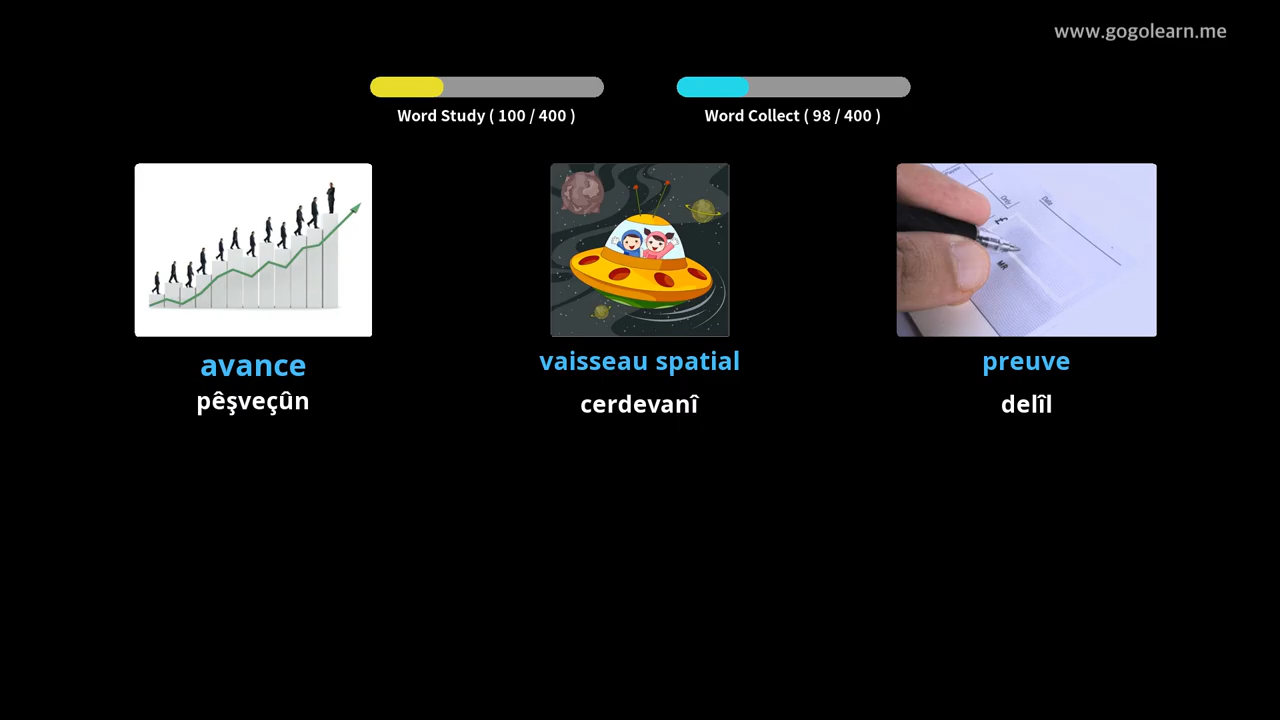 www.gogolearn.me
Word Study ( 100 / 400 )
Word Collect ( 98 / 400 )
avance
pêşveçûn
vaisseau spatial
cerdevanî
preuve
delîl